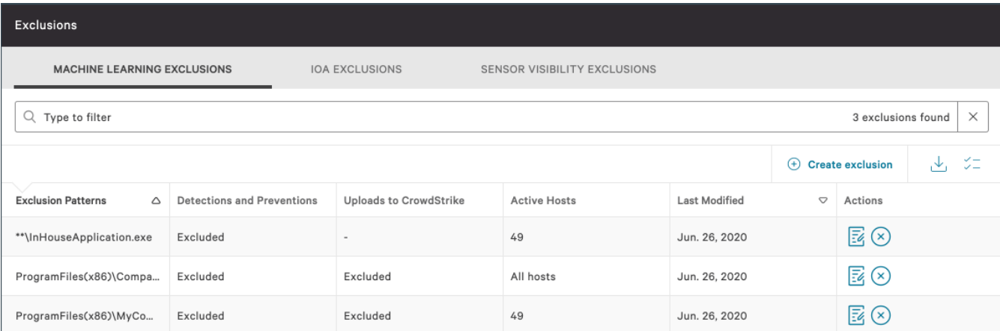 Exclusions
MACHINE LEARNING EXCLUSIONS IOA EXCLUSIONS SENSOR VISIBILITY EXCLUSIONS
Type to filter 3 exclusions found
Create exclusion
Exclusion Patterns Detections and Preventions Uploads to CrowdStrike Active Hosts Last Modified Actions
**\InHouseApplication.exe Excluded - 49 Jun. 26, 2020
ProgramFiles(x86)\Compa... Excluded Excluded All hosts Jun. 26, 2020
ProgramFiles(x86)\MyCo... Excluded Excluded 49 Jun. 26, 2020